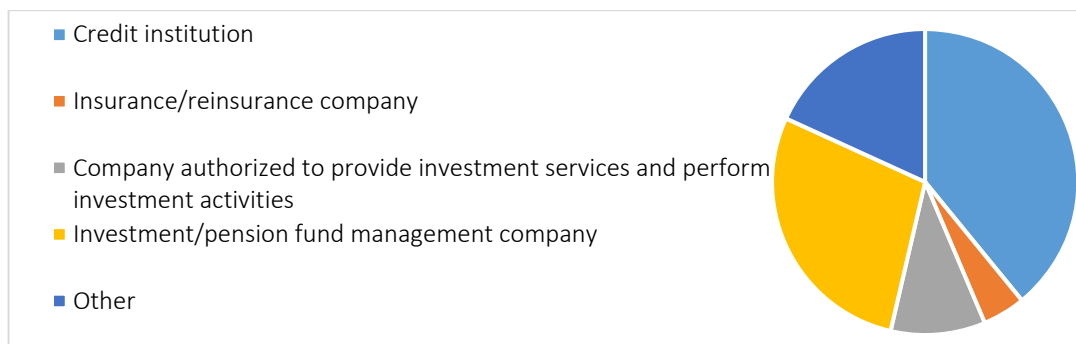 Credit institution
Insurance/reinsurance company
Company authorized to provide investment services and perform
investment activities
Investment/pension fund management company
Other